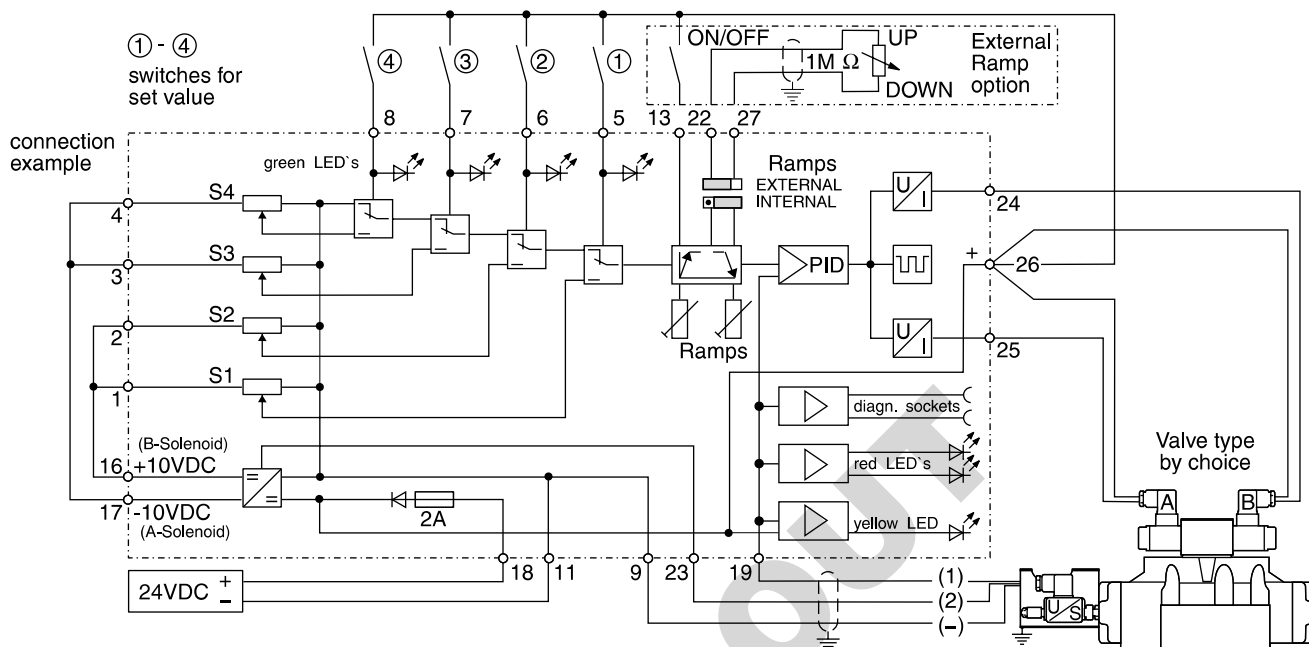 ① - ④
switches for
set value
connection
example
④
③
②
①
ON/OFF
1M Ω
UP
DOWN
External
Ramp
option
8
7
6
5
13
22
27
green LED`s
Ramps
EXTERNAL
INTERNAL
S4
4
S3
3
S2
2
S1
1
U
I
24
PID
+
26
U
I
25
Ramps
(B-Solenoid)
16 +10VDC
17 -10VDC
(A-Solenoid)
=
=
2A
diagn. sockets
red LED`s
yellow LED
Valve type
by choice
A
B
18
11
9
23
19
24VDC
+
–
(1)
(2)
(–)
U
S
OUT